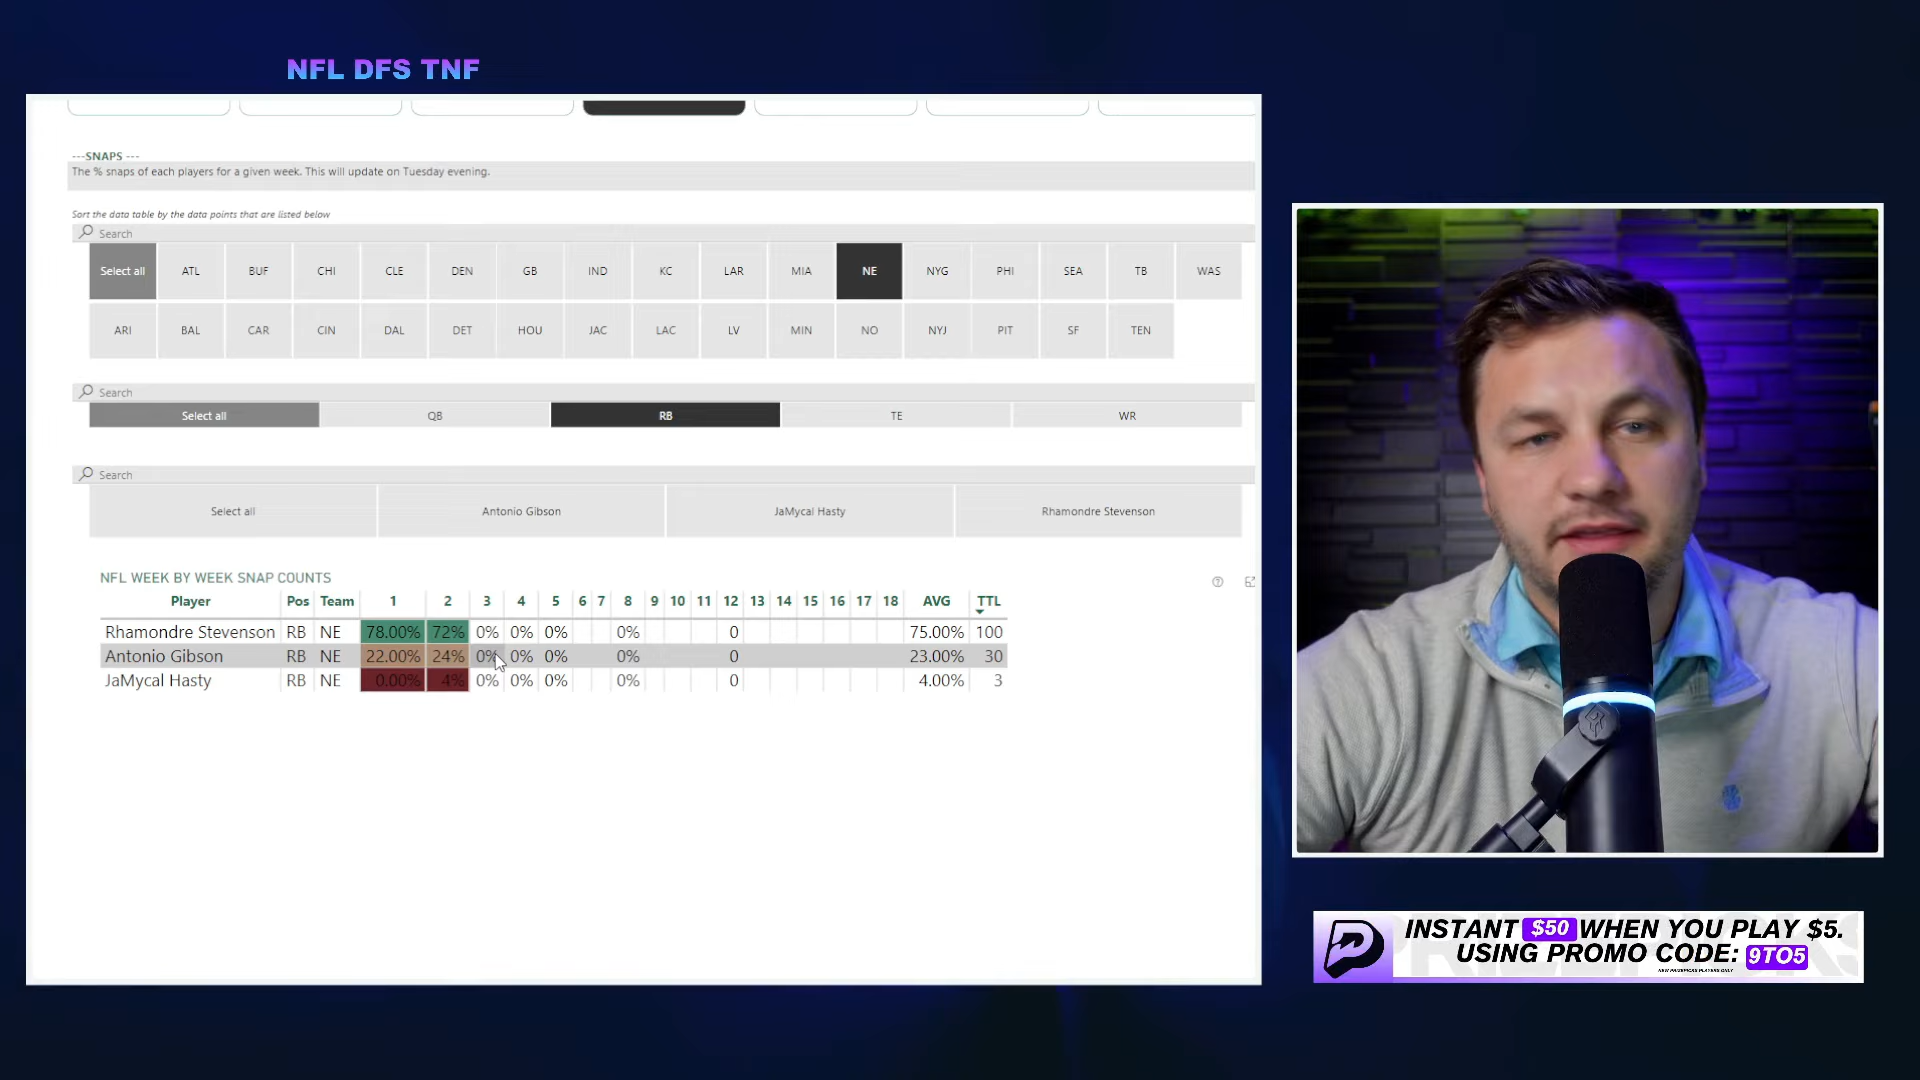 NFL DFS TNF
---SNAPS ---
The % snaps of each players for a given week. This will update on Tuesday evening.
Sort the data table by the data points that are listed below
Search
Select all ATL BUF CHI CLE DEN GB IND KC LAR MIA NE NYG PHI SEA TB WAS
ARI BAL CAR CIN DAL DET HOU JAC LAC LV MIN NO NYJ PIT SF TEN
Search
Select all QB RB TE WR
Search
Select all Antonio Gibson JaMycal Hasty Rhamondre Stevenson
NFL WEEK BY WEEK SNAP COUNTS
Player Pos Team 1 2 3 4 5 6 7 8 9 10 11 12 13 14 15 16 17 18 AVG TTL
Rhamondre Stevenson RB NE 78.00% 72% 0% 0% 0% 0% 0 75.00% 100
Antonio Gibson RB NE 22.00% 24% 0% 0% 0% 0% 0 23.00% 30
JaMycal Hasty RB NE 0.00% 4% 0% 0% 0% 0% 0 4.00% 3
INSTANT $50 WHEN YOU PLAY $5.
USING PROMO CODE: 9TO5
NEW PRIZEPICKS PLAYERS ONLY